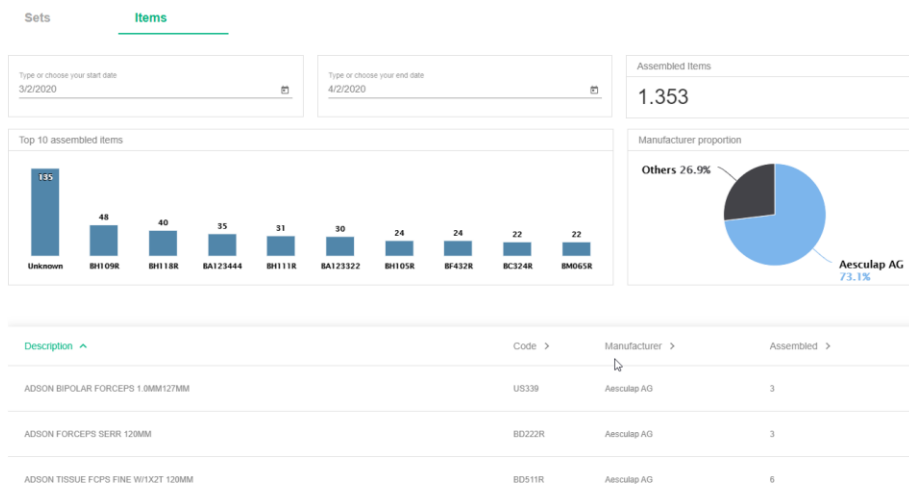 Sets Items
Type or choose your start date
3/2/2020
Type or choose your end date
4/2/2020
Assembled Items
1.353
Top 10 assembled items
135 48 40 35 31 30 24 24 22 22
Unknown BH109R BH118R BA123444 BH111R BA123322 BH105R BF432R BC324R BM065R
Manufacturer proportion
Others 26.9%
Aesculap AG
73.1%
Description Code Manufacturer Assembled
ADSON BIPOLAR FORCEPS 1.0MM127MM US339 Aesculap AG 3
ADSON FORCEPS SERR 120MM BD222R Aesculap AG 3
ADSON TISSUE FCPS FINE W/1X2T 120MM BD511R Aesculap AG 6